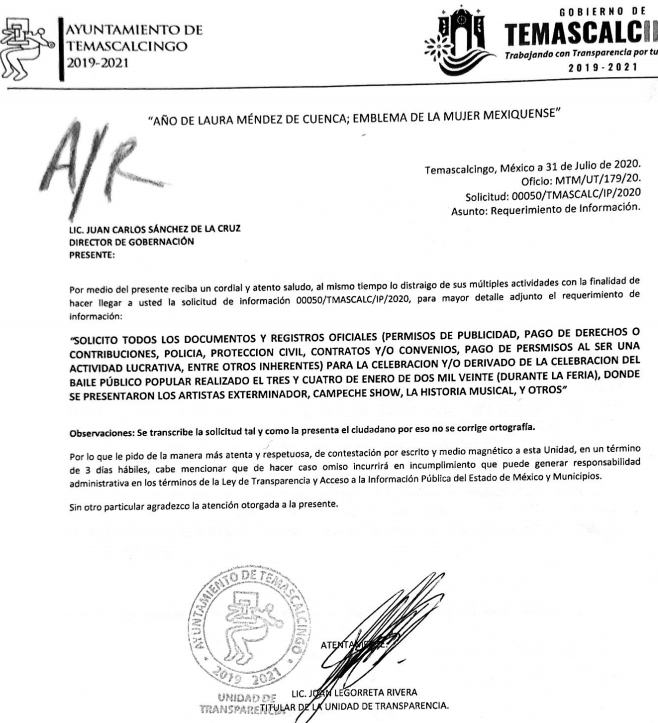 AYUNTAMIENTO DE
TEMASCALCINGO
2019-2021
GOBIERNO DE
TEMASCALCI
Trabajando con Transparencia por tu
2019-2021
"AÑO DE LAURA MÉNDEZ DE CUENCA; EMBLEMA DE LA MUJER MEXIQUENSE"
A/R
Temascalcingo, México a 31 de Julio de 2020.
Oficio: MTM/UT/179/20.
Solicitud: 00050/TMASCALC/IP/2020
Asunto: Requerimiento de Información.
LIC. JUAN CARLOS SÁNCHEZ DE LA CRUZ
DIRECTOR DE GOBERNACIÓN
PRESENTE:
Por medio del presente reciba un cordial y atento saludo, al mismo tiempo lo distraigo de sus múltiples actividades con la finalidad de
hacer llegar a usted la solicitud de información 00050/TMASCALC/IP/2020, para mayor detalle adjunto el requerimiento de
información:
"SOLICITO TODOS LOS DOCUMENTOS Y REGISTROS OFICIALES (PERMISOS DE PUBLICIDAD, PAGO DE DERECHOS O
CONTRIBUCIONES, POLICIA, PROTECCION CIVIL, CONTRATOS Y/O CONVENIOS, PAGO DE PERSMISOS AL SER UNA
ACTIVIDAD LUCRATIVA, ENTRE OTROS INHERENTES) PARA LA CELEBRACION Y/O DERIVADO DE LA CELEBRACION DEL
BAILE PÚBLICO POPULAR REALIZADO EL TRES Y CUATRO DE ENERO DE DOS MIL VEINTE (DURANTE LA FERIA), DONDE
SE PRESENTARON LOS ARTISTAS EXTERMINADOR, CAMPECHE SHOW, LA HISTORIA MUSICAL, Y OTROS"
Observaciones: Se transcribe la solicitud tal y como la presenta el ciudadano por eso no se corrige ortografía.
Por lo que le pido de la manera más atenta y respetuosa, de contestación por escrito y medio magnético a esta Unidad, en un término
de 3 días hábiles, cabe mencionar que de hacer caso omiso incurrirá en incumplimiento que puede generar responsabilidad
administrativa en los términos de la Ley de Transparencia y Acceso a la Información Pública del Estado de México y Municipios.
Sin otro particular agradezco la atención otorgada a la presente.
AYUNTAMIENTO DE TEMASCALCINGO
2019 2021
UNIDAD DE
TRANSPARENCIA
ATENTAMENTE
LIC. JUAN LEGORRETA RIVERA
TITULAR DE LA UNIDAD DE TRANSPARENCIA.